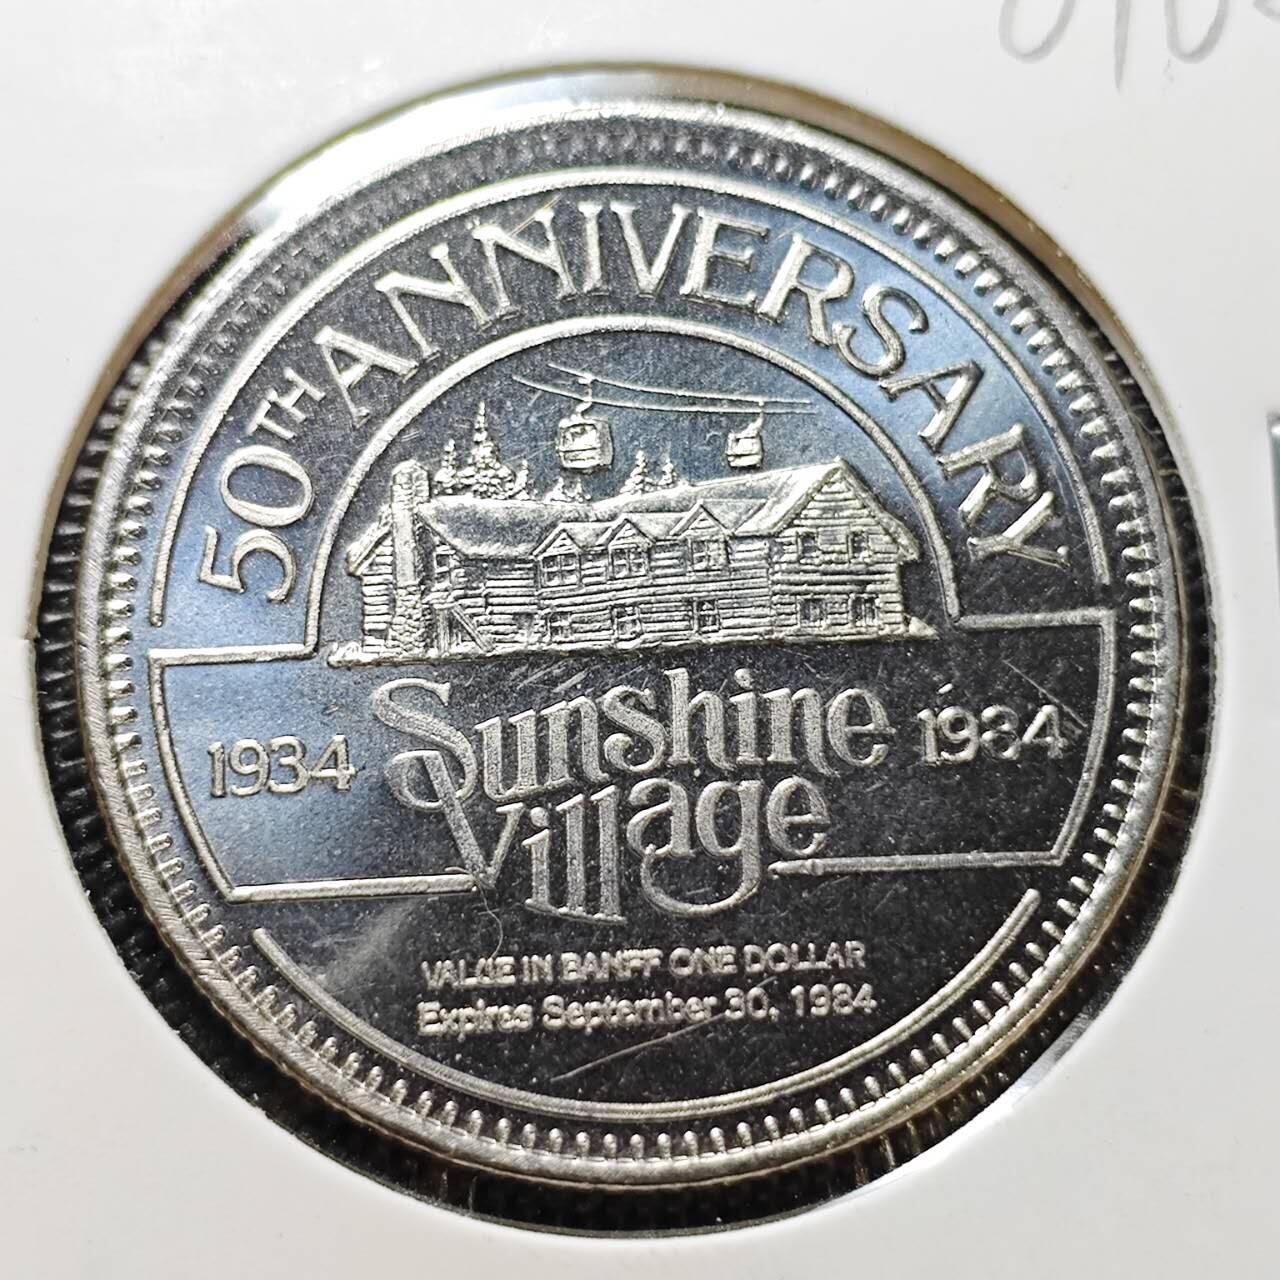 50TH ANNIVERSARY
1934 Sunshine 1984
Village
VALUE IN BANFF ONE DOLLAR
Expires September 30, 1984